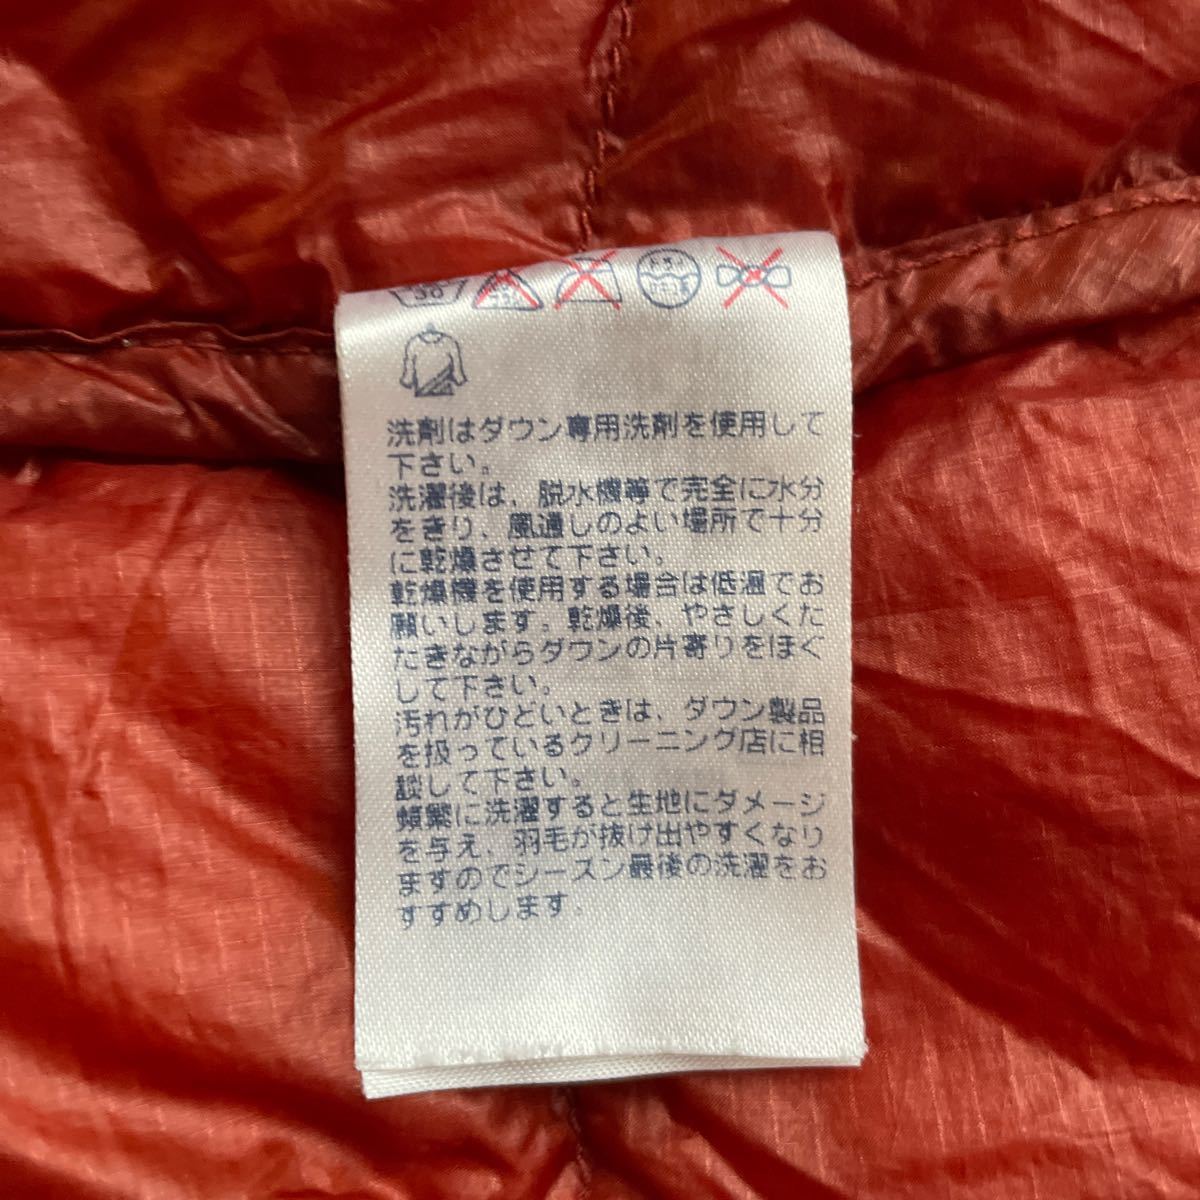 30
洗剤はダウン専用洗剤を使用して
下さい。
洗濯後は、脱水機等で完全に水分
をきり、風通しのよい場所で十分
に乾燥させて下さい。
乾燥機を使用する場合は低温でお
願いします。乾燥後、やさしくた
たきながらダウンの片寄りをほぐ
して下さい。
汚れがひどいときは、ダウン製品
を扱っているクリーニング店に相
談して下さい。
頻繁に洗濯すると生地にダメージ
を与え、羽毛が抜け出やすくなり
ますのでシーズン最後の洗濯をお
すすめします。